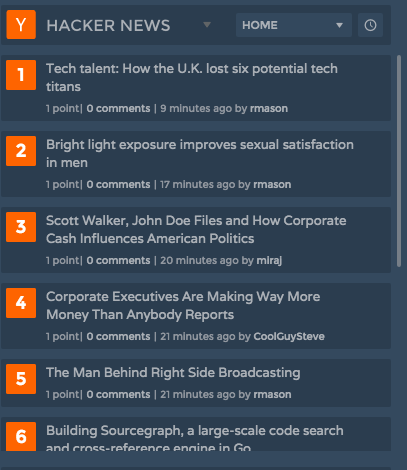 Y HACKER NEWS HOME
1 Tech talent: How the U.K. lost six potential tech
titans
1 point| 0 comments | 9 minutes ago by rmason
2 Bright light exposure improves sexual satisfaction
in men
1 point| 0 comments | 17 minutes ago by rmason
3 Scott Walker, John Doe Files and How Corporate
Cash Influences American Politics
1 point| 0 comments | 20 minutes ago by miraj
4 Corporate Executives Are Making Way More
Money Than Anybody Reports
1 point| 0 comments | 21 minutes ago by CoolGuySteve
5 The Man Behind Right Side Broadcasting
1 point| 0 comments | 21 minutes ago by rmason
6 Building Sourcegraph, a large-scale code search
and cross-reference engine in Go